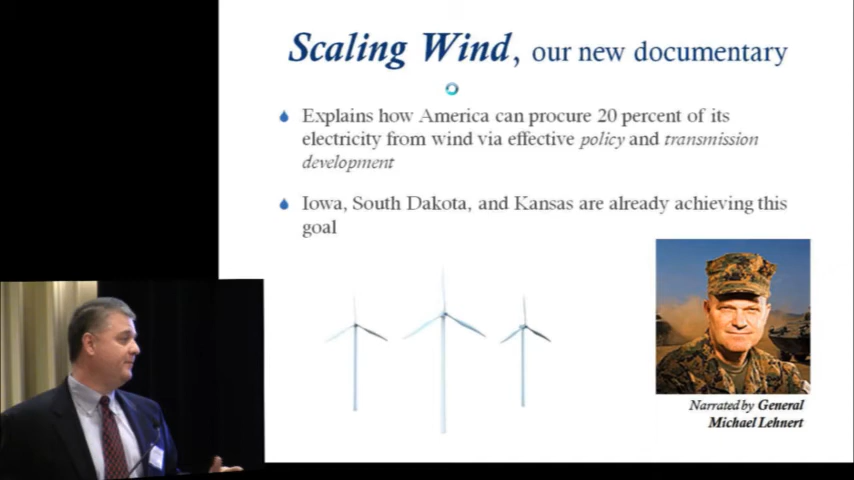 Scaling Wind, our new documentary
Explains how America can procure 20 percent of its
electricity from wind via effective policy and transmission
development
Iowa, South Dakota, and Kansas are already achieving this
goal
Narrated by General
Michael Lehnert